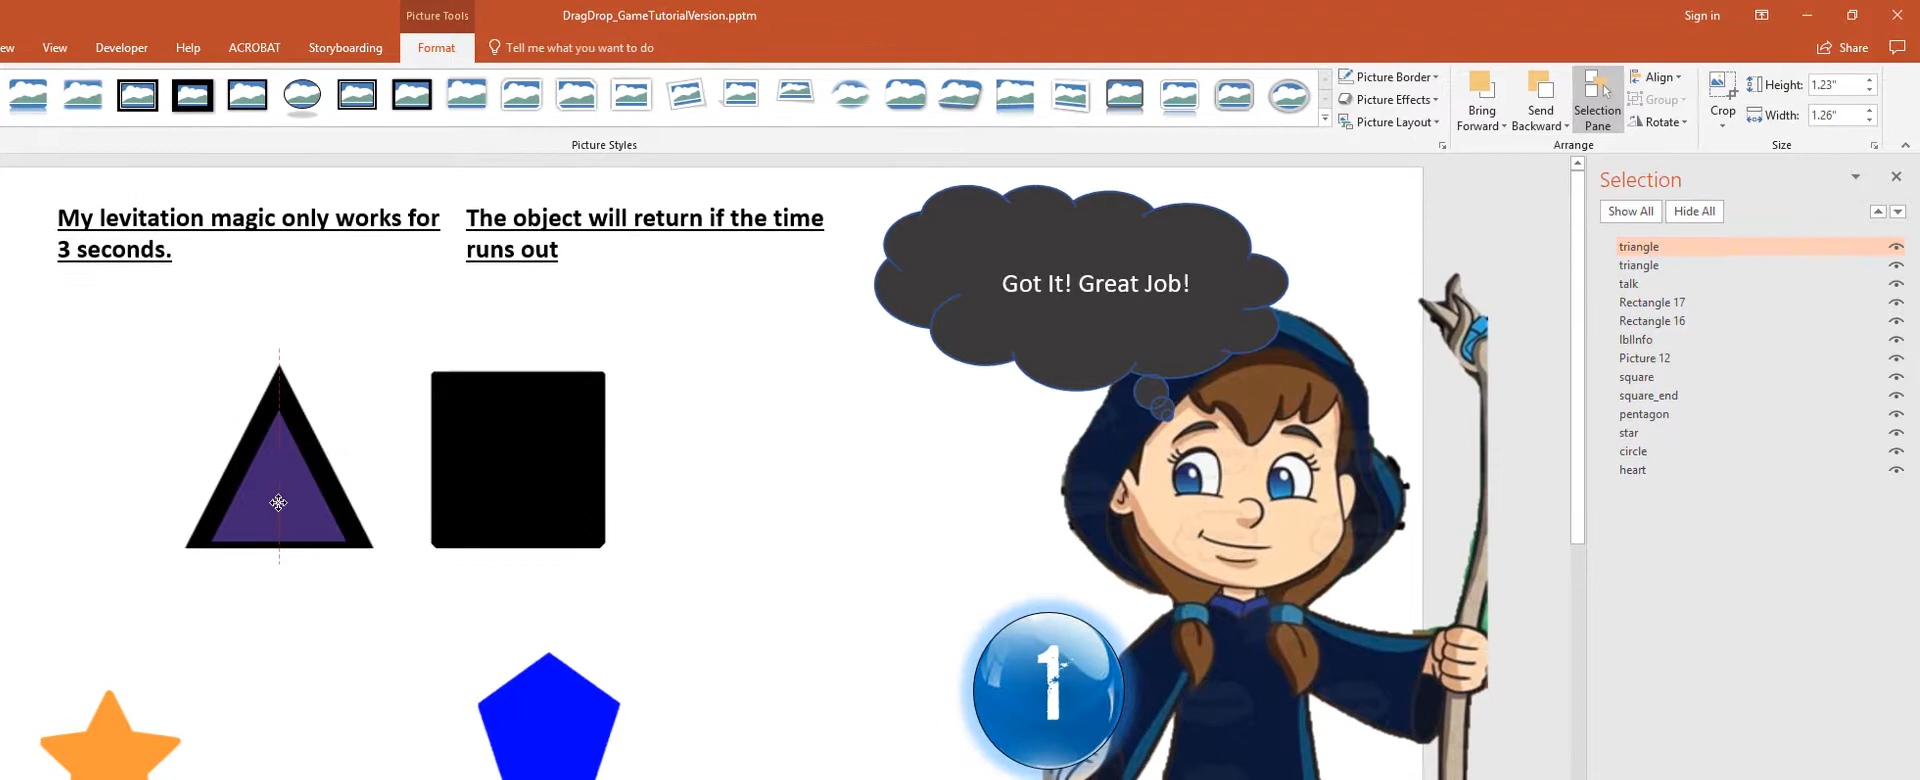 Picture Tools
DragDrop_GameTutorialVersion.pptm
Sign in
ew View Developer Help ACROBAT Storyboarding Format Tell me what you want to do
Share
Picture Border
Picture Effects
Picture Layout
Picture Styles
Bring
Forward
Send
Backward
Selection
Pane
Align
Group
Rotate
Arrange
Crop
Height: 1.23"
Width: 1.26"
Size
My levitation magic only works for
3 seconds.
The object will return if the time
runs out
Got It! Great Job!
1
Selection
Show All Hide All
triangle
triangle
talk
Rectangle 17
Rectangle 16
lblInfo
Picture 12
square
square_end
pentagon
star
circle
heart